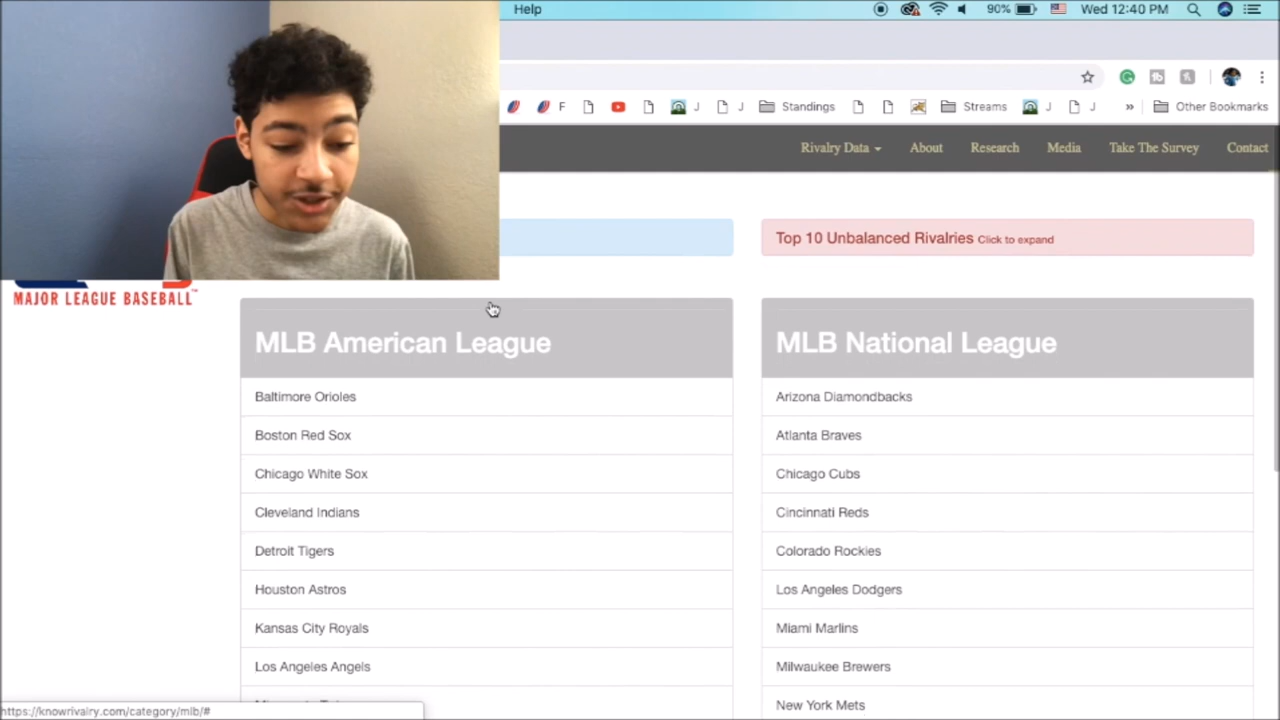 Help
90%
Wed 12:40 PM
F
J
J
Standings
Streams
J
J
»
Other Bookmarks
Rivalry Data
About
Research
Media
Take The Survey
Contact
Top 10 Unbalanced Rivalries Click to expand
MAJOR LEAGUE BASEBALL™
MLB American League
Baltimore Orioles
Boston Red Sox
Chicago White Sox
Cleveland Indians
Detroit Tigers
Houston Astros
Kansas City Royals
Los Angeles Angels
MLB National League
Arizona Diamondbacks
Atlanta Braves
Chicago Cubs
Cincinnati Reds
Colorado Rockies
Los Angeles Dodgers
Miami Marlins
Milwaukee Brewers
New York Mets
https://knowrivalry.com/category/mlb/#